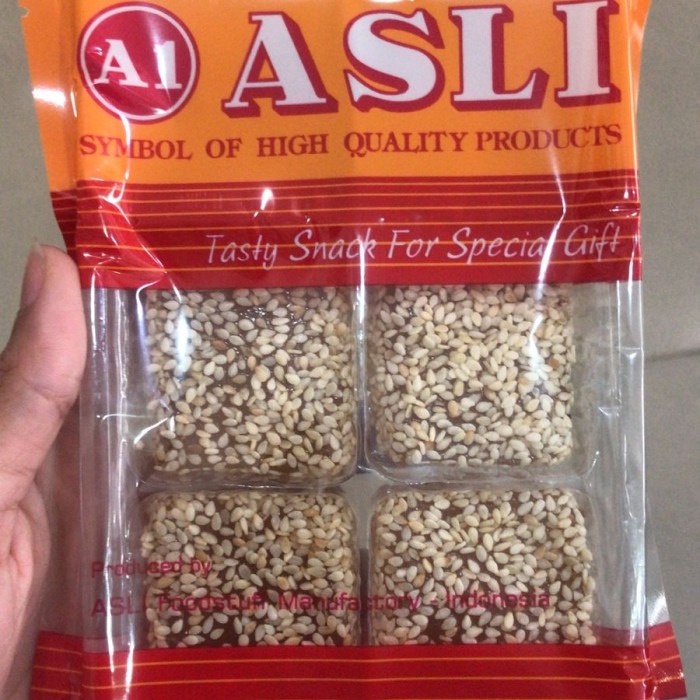 A1 ASLI
SYMBOL OF HIGH QUALITY PRODUCTS
Tasty Snack For Special Gift
Produced by:
ASLI Foodstuff Manufactory - Indonesia